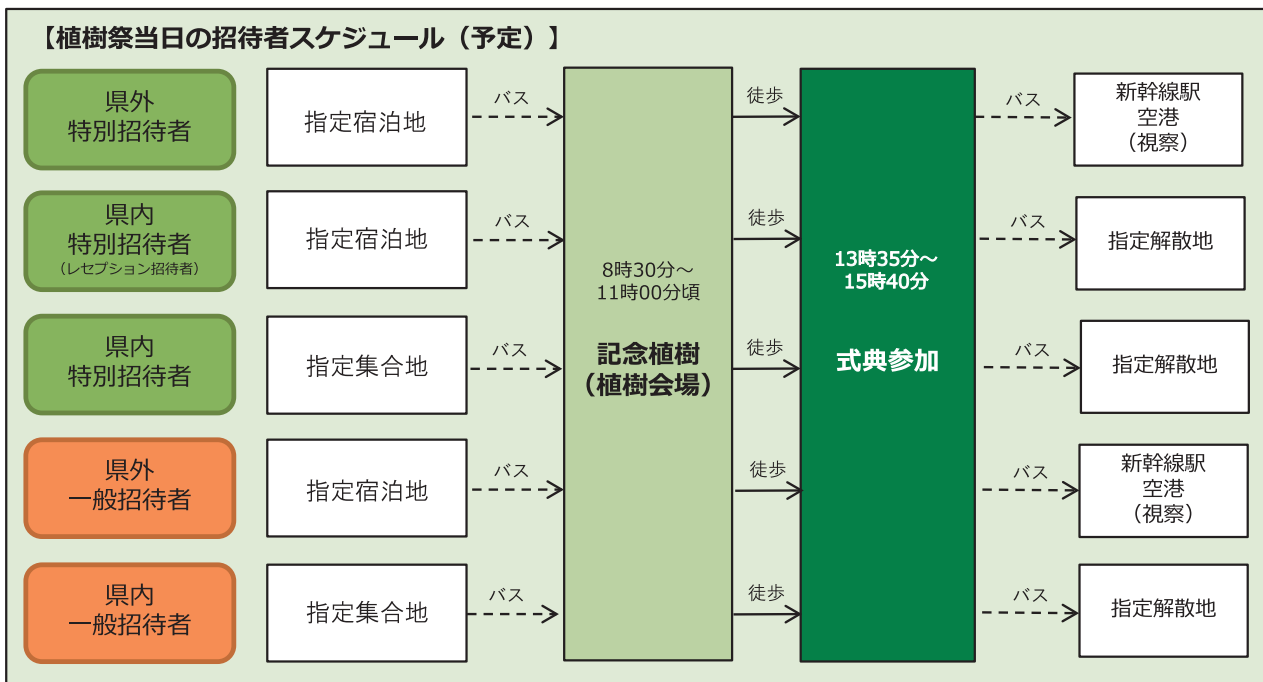 【植樹祭当日の招待者スケジュール（予定）】
県外
特別招待者
指定宿泊地
バス
徒歩
バス
新幹線駅
空港
（視察）
県内
特別招待者
（レセプション招待者）
指定宿泊地
バス
徒歩
バス
指定解散地
8時30分～
11時00分頃
記念植樹
（植樹会場）
13時35分～
15時40分
式典参加
県内
特別招待者
指定集合地
バス
徒歩
バス
指定解散地
県外
一般招待者
指定宿泊地
バス
徒歩
バス
新幹線駅
空港
（視察）
県内
一般招待者
指定集合地
バス
徒歩
バス
指定解散地